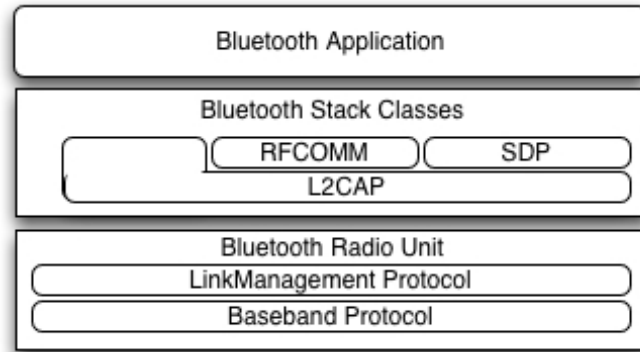 Bluetooth Application
Bluetooth Stack Classes
RFCOMM SDP
L2CAP
Bluetooth Radio Unit
LinkManagement Protocol
Baseband Protocol